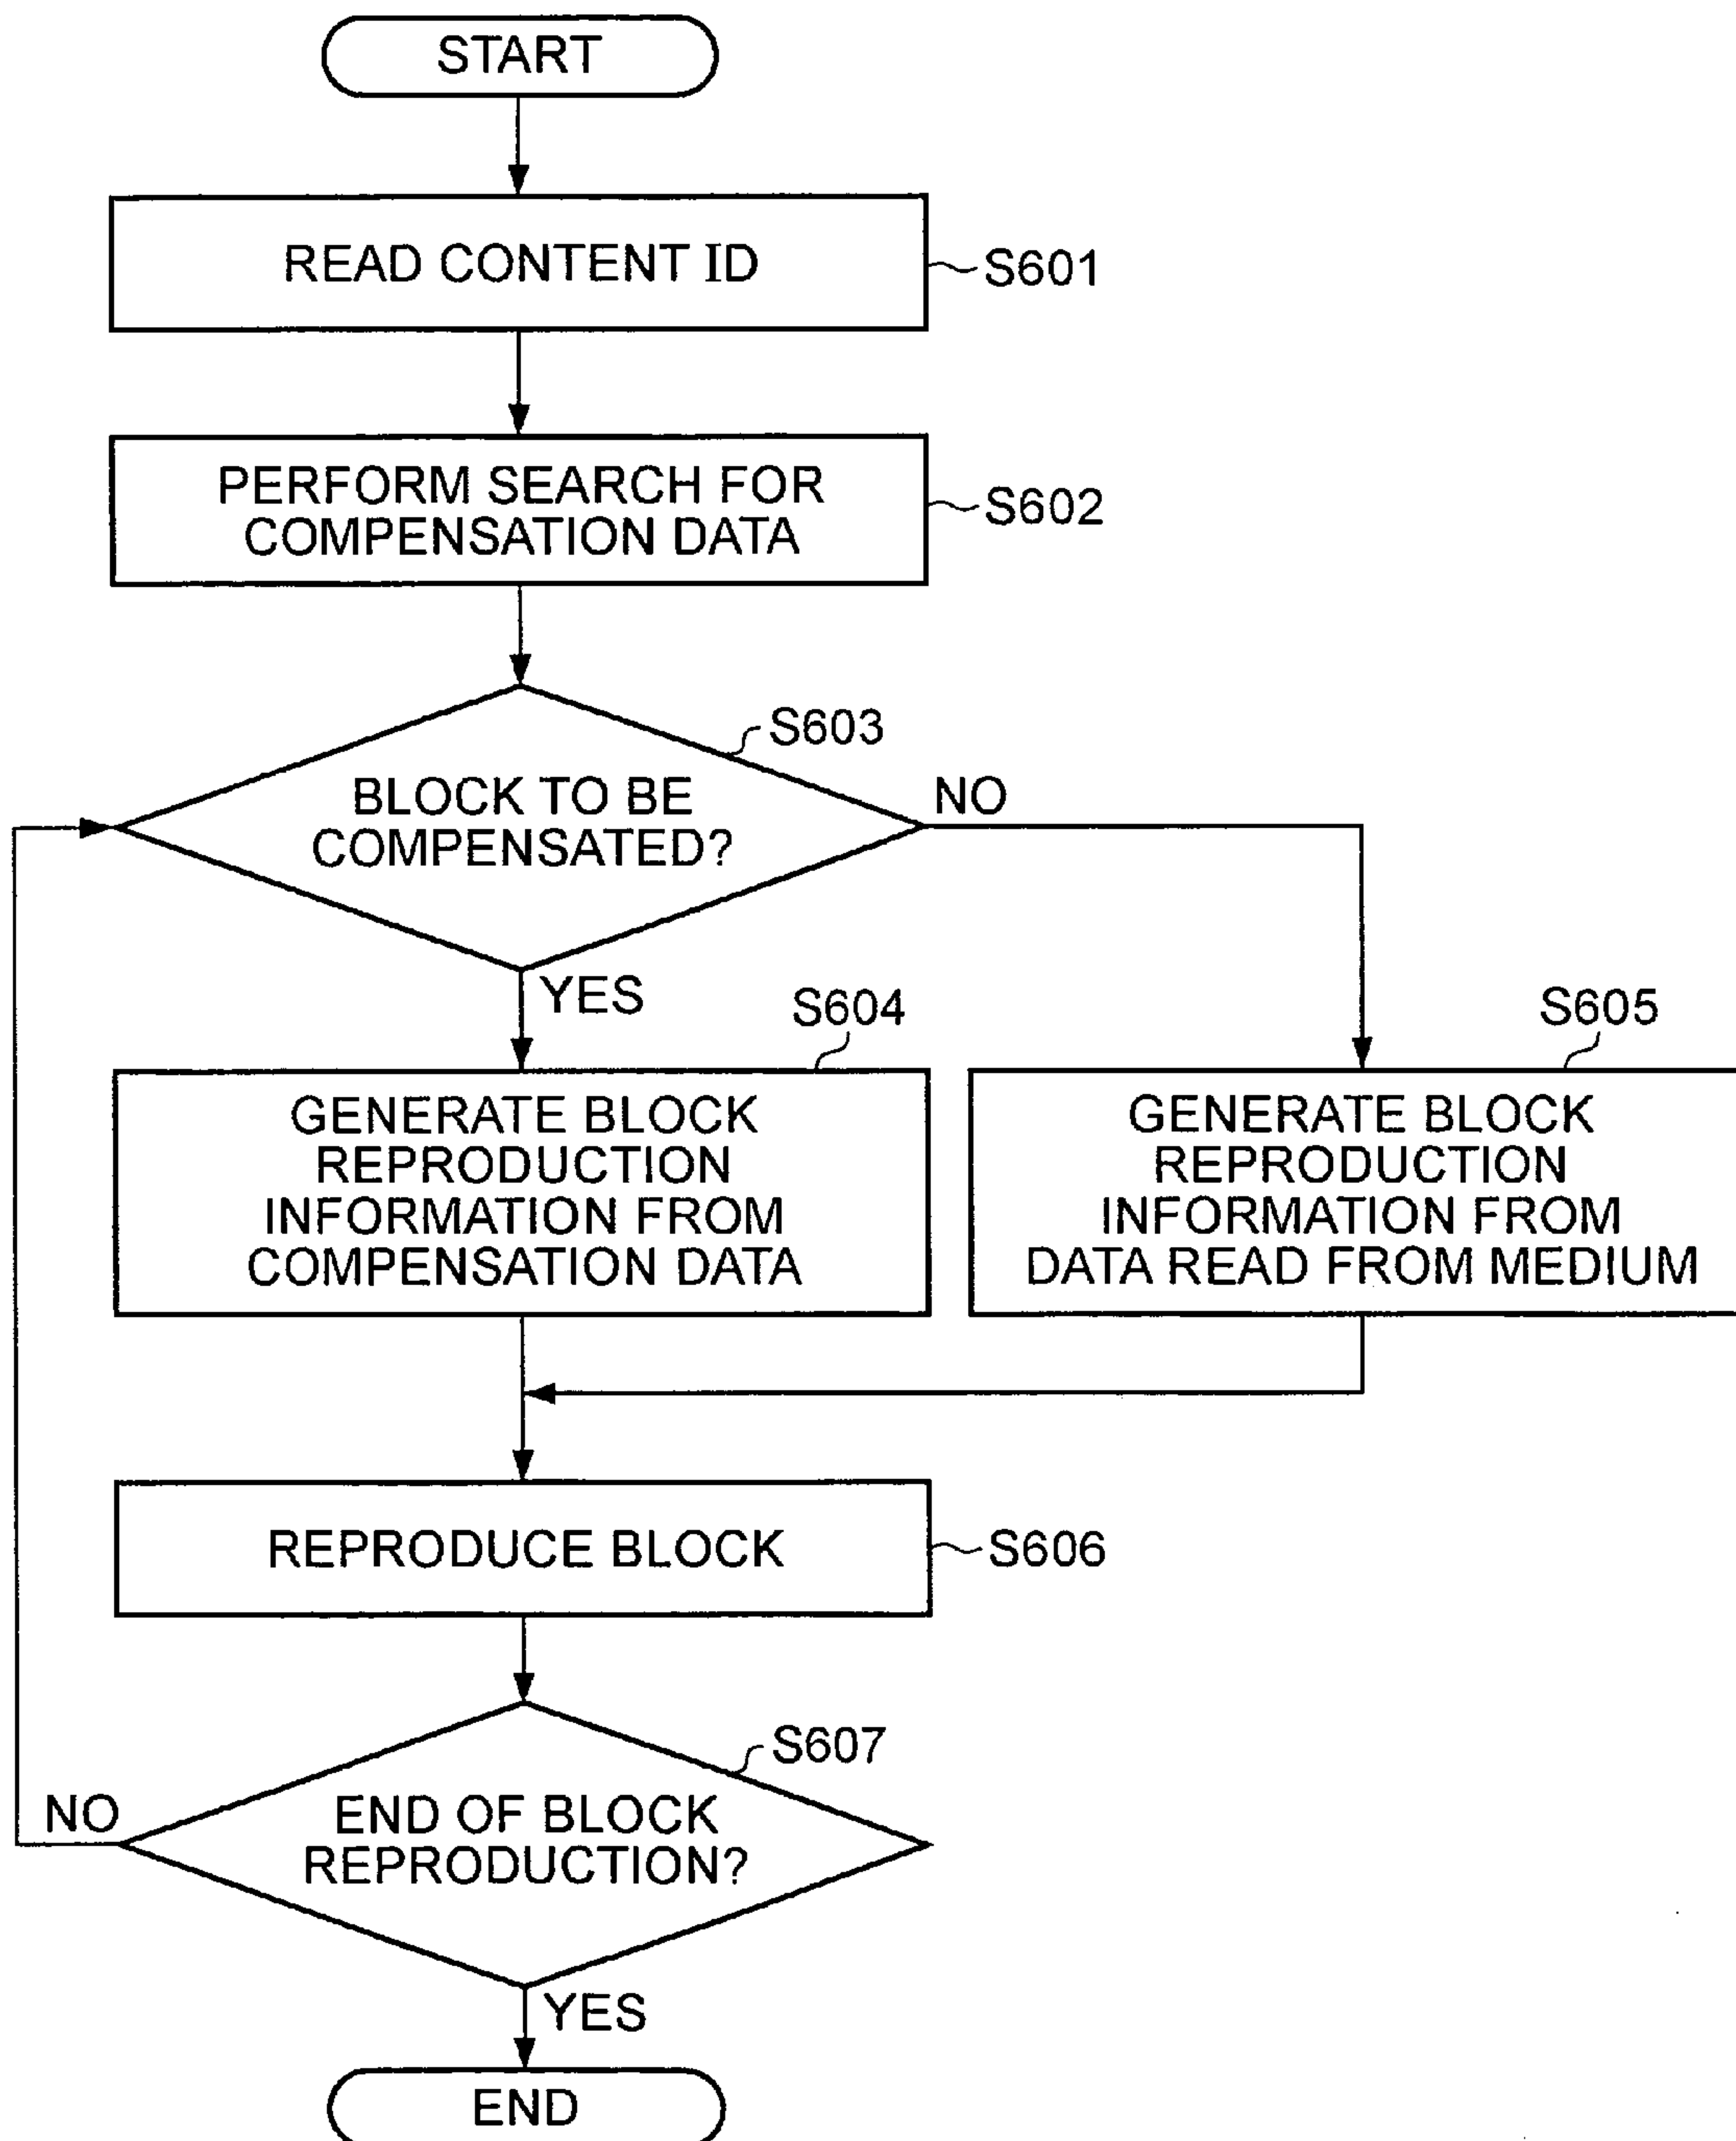 START
READ CONTENT ID
S601
PERFORM SEARCH FOR
COMPENSATION DATA
S602
S603
BLOCK TO BE
COMPENSATED?
NO
YES
S604
S605
GENERATE BLOCK
REPRODUCTION
INFORMATION FROM
COMPENSATION DATA
GENERATE BLOCK
REPRODUCTION
INFORMATION FROM
DATA READ FROM MEDIUM
REPRODUCE BLOCK
S606
S607
END OF BLOCK
REPRODUCTION?
NO
YES
END